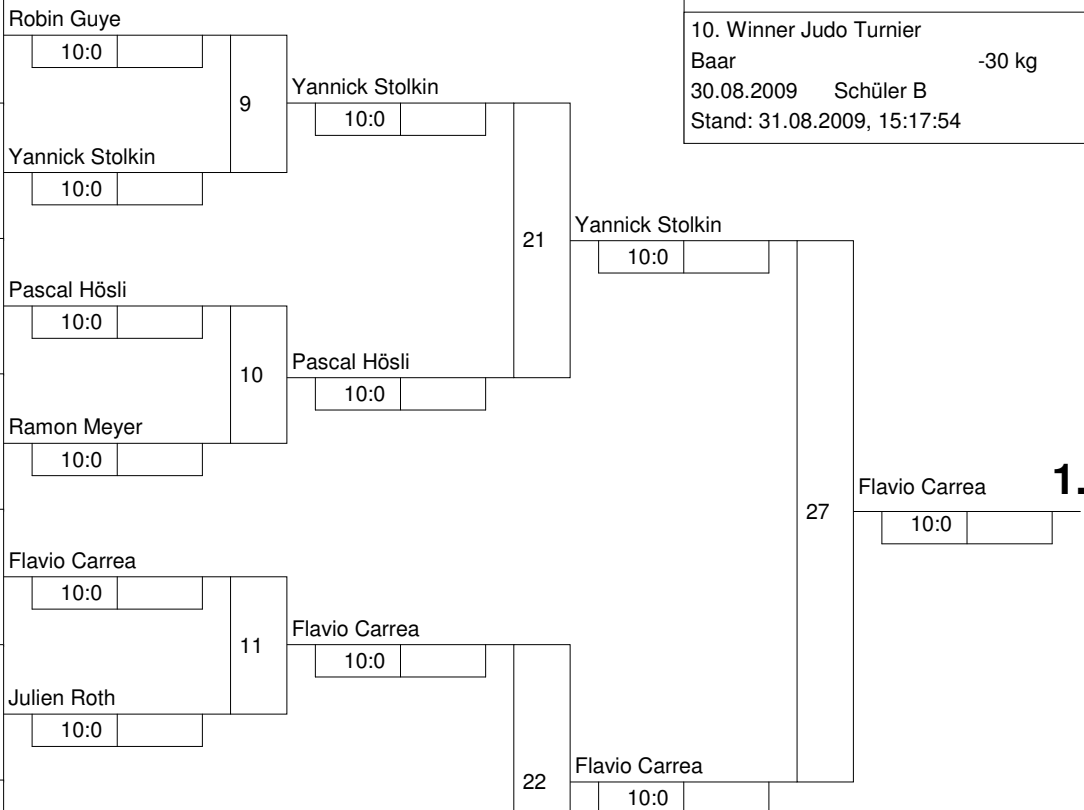 Robin Guye
10:0
9
Yannick Stolkin
10:0
Yannick Stolkin
10:0
21
Pascal Hösli
10:0
10
Ramon Meyer
10:0
Pascal Hösli
10:0
Yannick Stolkin
10:0
27
Flavio Carrea
10:0
11
Julien Roth
10:0
Flavio Carrea
10:0
22
Flavio Carrea
10:0
Flavio Carrea 1.
10:0
10. Winner Judo Turnier
Baar -30 kg
30.08.2009 Schüler B
Stand: 31.08.2009, 15:17:54